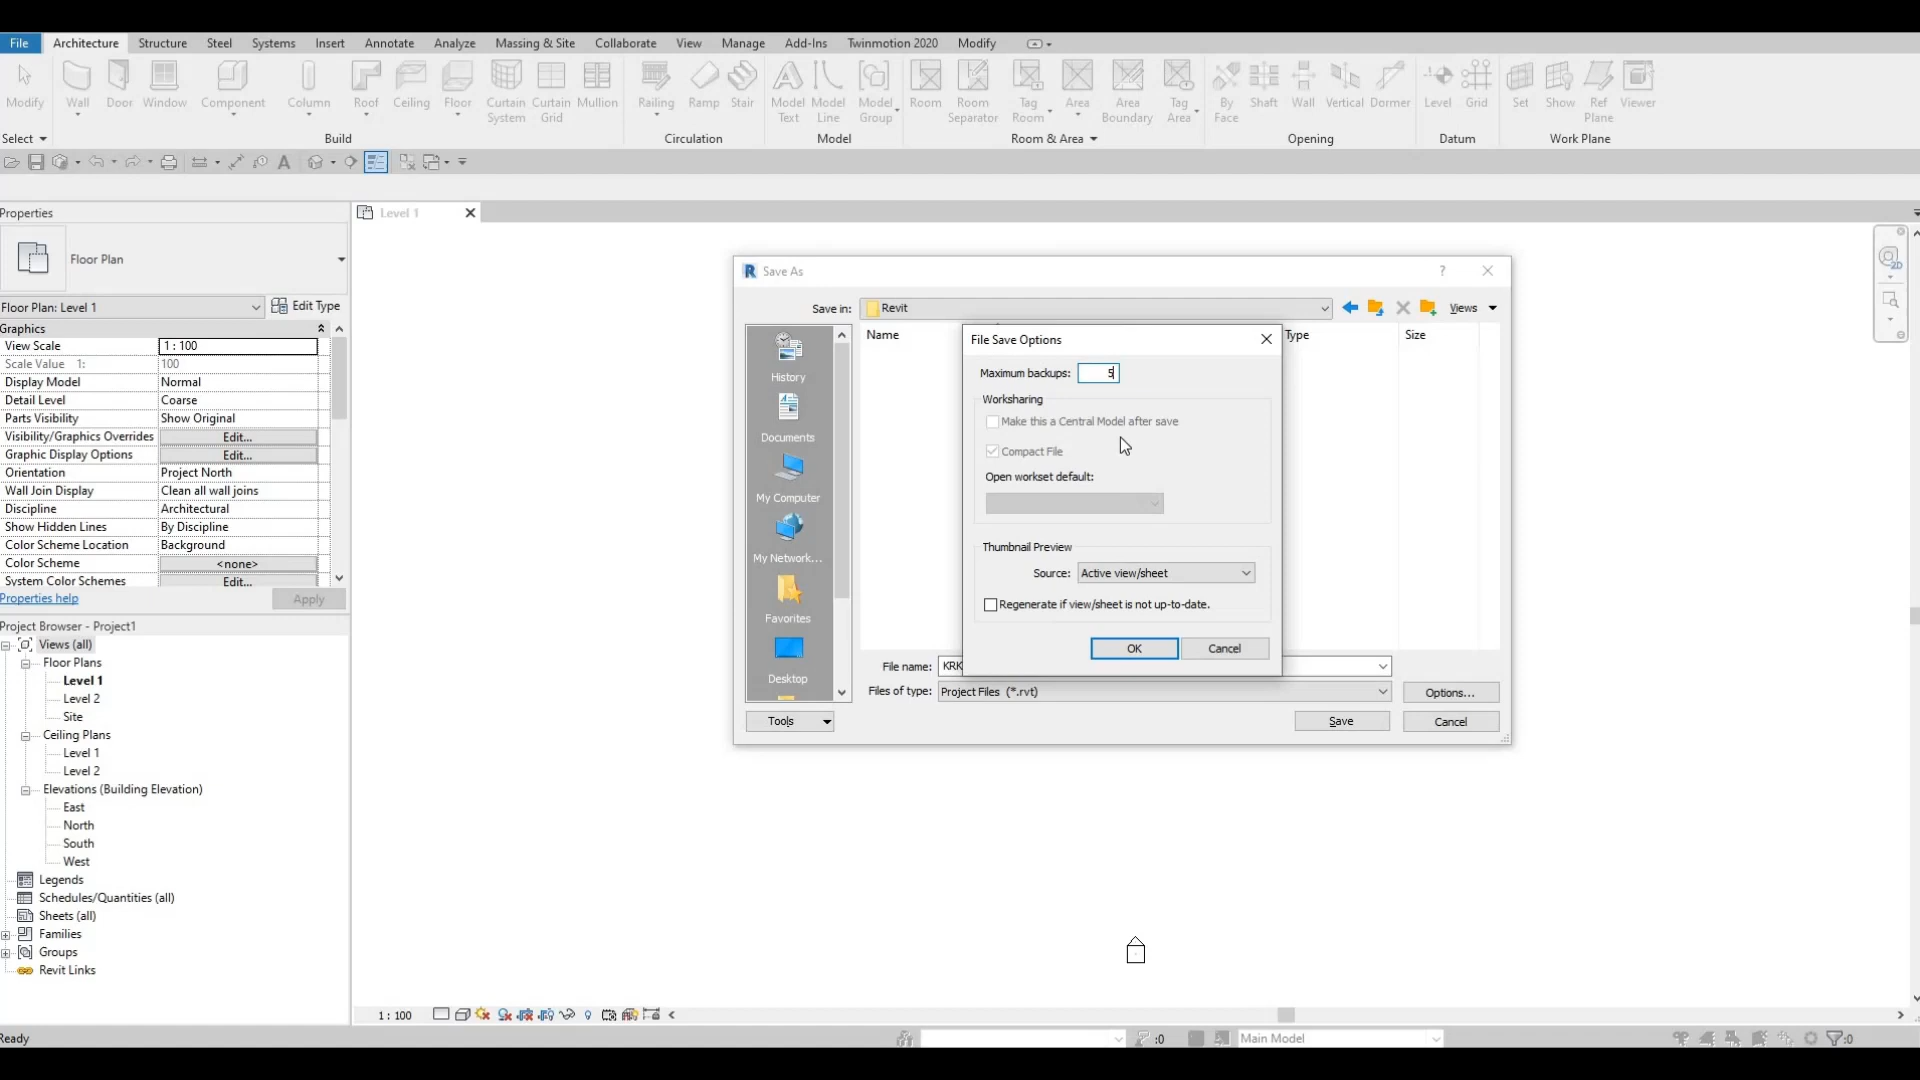 File Architecture Structure Steel Systems Insert Annotate Analyze Massing & Site Collaborate View Manage Add-Ins Twinmotion 2020 Modify
Modify Wall Door Window Component Column Roof Ceiling Floor Curtain System Curtain Grid Mullion Railing Ramp Stair Model Text Model Line Model Group Room Room Separator Tag Room Area Area Boundary Tag Area By Face Shaft Wall Vertical Dormer Level Grid Set Show Ref Plane Viewer
Select Build Circulation Model Room & Area Opening Datum Work Plane
Properties
Level 1
Floor Plan
Floor Plan: Level 1 Edit Type
Graphics
View Scale 1 : 100
Scale Value 1: 100
Display Model Normal
Detail Level Coarse
Parts Visibility Show Original
Visibility/Graphics Overrides Edit...
Graphic Display Options Edit...
Orientation Project North
Wall Join Display Clean all wall joins
Discipline Architectural
Show Hidden Lines By Discipline
Color Scheme Location Background
Color Scheme <none>
System Color Schemes Edit...
Properties help Apply
Project Browser - Project1
Views (all)
Floor Plans
Level 1
Level 2
Site
Ceiling Plans
Level 1
Level 2
Elevations (Building Elevation)
East
North
South
West
Legends
Schedules/Quantities (all)
Sheets (all)
Families
Groups
Revit Links
R Save As ?
Save in: Revit Views
Name Type Size
History
Documents
My Computer
My Network...
Favorites
Desktop
File Save Options
Maximum backups: 5
Worksharing
Make this a Central Model after save
Compact File
Open workset default:
Thumbnail Preview
Source: Active view/sheet
Regenerate if view/sheet is not up-to-date.
OK Cancel
File name: KRK
Files of type: Project Files (*.rvt) Options...
Tools Save Cancel
2D
1 : 100
Ready :0 Main Model :0